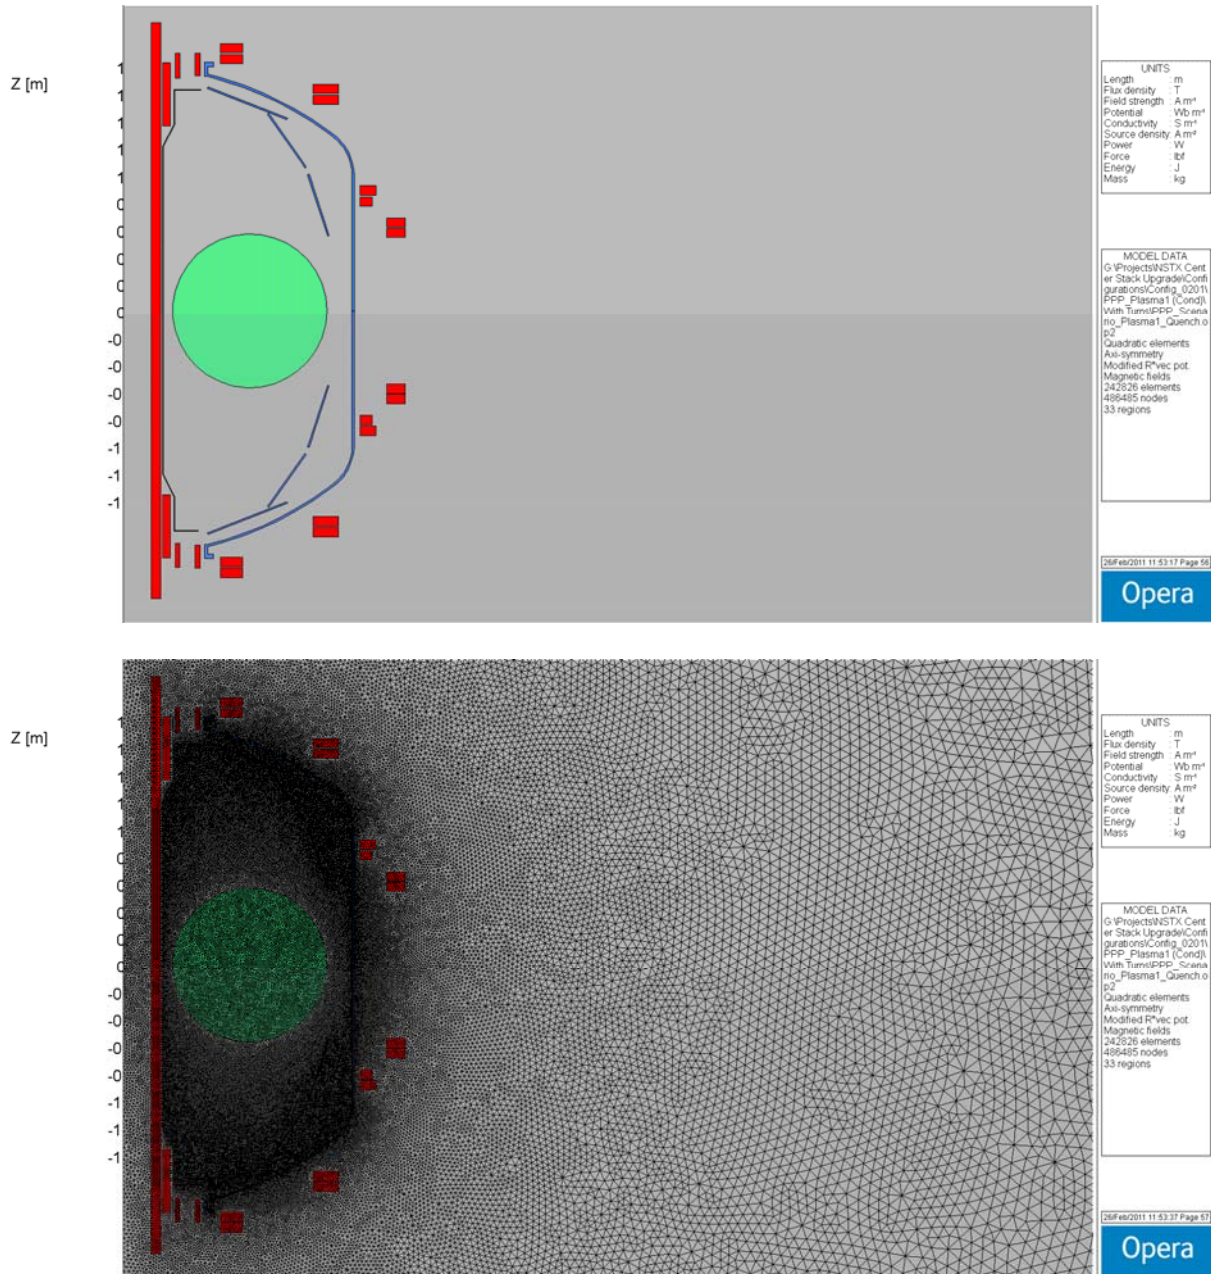 Z [m]
1
1
1
1
1
0
0
0
0
0
-0
-0
-0
-0
-1
-1
-1
UNITS
Length : m
Flux density : T
Field strength : A m⁻¹
Potential : Wb m⁻¹
Conductivity : S m⁻¹
Source density: A m⁻²
Power : W
Force : lbf
Energy : J
Mass : kg
MODEL DATA
G:\Projects\NSTX Cent
er Stack Upgrade\Confi
gurations\Config_0201\
PPP_Plasma1 (Cond)\
With Turns\PPP_Scena
rio_Plasma1_Quench.o
p2
Quadratic elements
Axi-symmetry
Modified R*vec pot.
Magnetic fields
242826 elements
486485 nodes
33 regions
26/Feb/2011 11:53:17 Page 56
Opera
Z [m]
1
1
1
1
1
0
0
0
0
0
-0
-0
-0
-0
-1
-1
-1
UNITS
Length : m
Flux density : T
Field strength : A m⁻¹
Potential : Wb m⁻¹
Conductivity : S m⁻¹
Source density: A m⁻²
Power : W
Force : lbf
Energy : J
Mass : kg
MODEL DATA
G:\Projects\NSTX Cent
er Stack Upgrade\Confi
gurations\Config_0201\
PPP_Plasma1 (Cond)\
With Turns\PPP_Scena
rio_Plasma1_Quench.o
p2
Quadratic elements
Axi-symmetry
Modified R*vec pot.
Magnetic fields
242826 elements
486485 nodes
33 regions
26/Feb/2011 11:53:37 Page 57
Opera